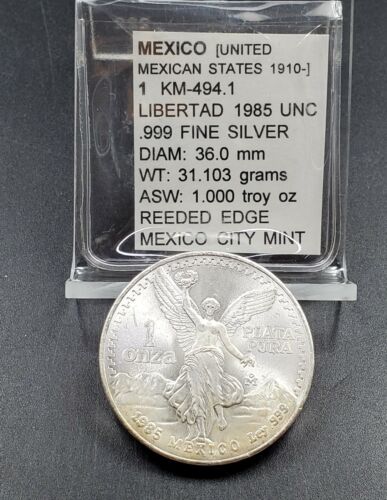 MEXICO [UNITED
MEXICAN STATES 1910-]
1 KM-494.1
LIBERTAD 1985 UNC
.999 FINE SILVER
DIAM: 36.0 mm
WT: 31.103 grams
ASW: 1.000 troy oz
REEDED EDGE
MEXICO CITY MINT
1
onza
PLATA
PURA
1985 MEXICO Ley .999